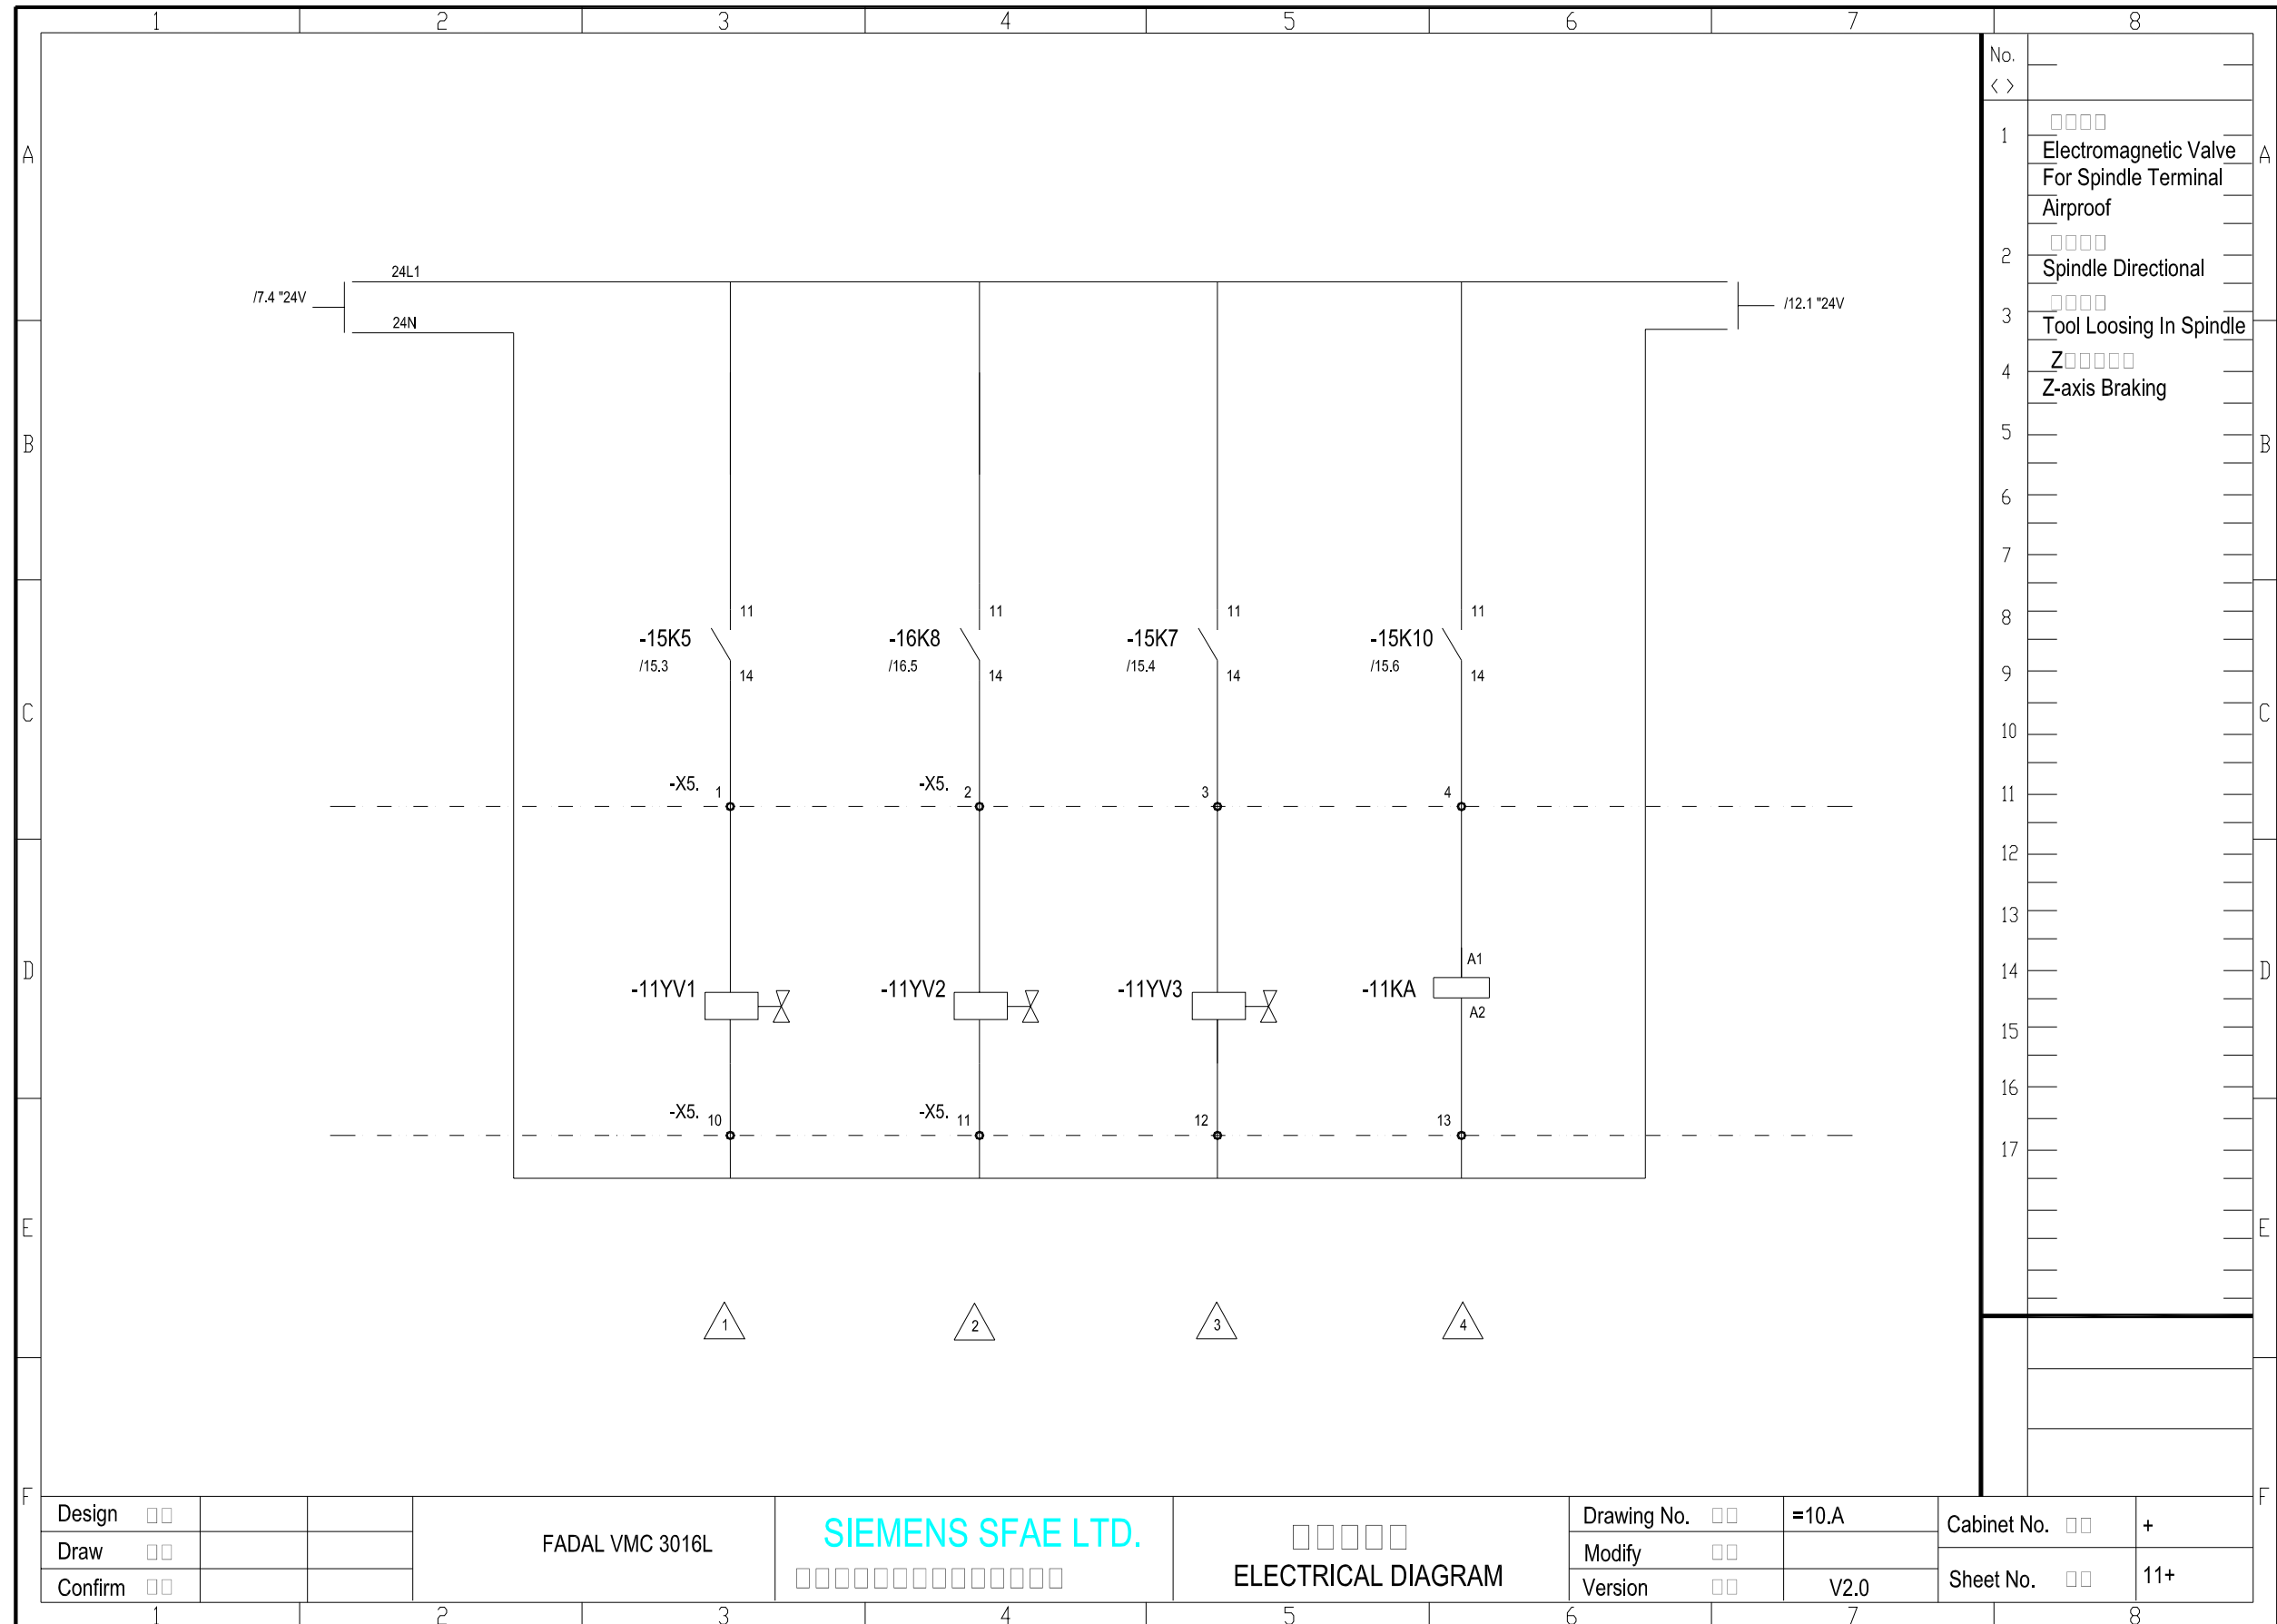 1 2 3 4 5 6 7 8
No.
< >
A
B
C
D
E
F
A
B
C
D
E
F
1
Electromagnetic Valve
For Spindle Terminal
Airproof
2
Spindle Directional
3
Tool Loosing In Spindle
Z
4
Z-axis Braking
5
6
7
8
9
10
11
12
13
14
15
16
17
24L1
/7.4 "24V
24N
/12.1 "24V
11 11 11 11
-15K5 -16K8 -15K7 -15K10
/15.3 /16.5 /15.4 /15.6
14 14 14 14
-X5. 1 -X5. 2 3 4
A1
-11YV1 -11YV2 -11YV3 -11KA
A2
-X5. 10 -X5. 11 12 13
1 2 3 4
Design
Draw
Confirm
FADAL VMC 3016L
SIEMENS SFAE LTD.
ELECTRICAL DIAGRAM
Drawing No. =10.A
Modify
Version V2.0
Cabinet No. +
Sheet No. 11+
1 2 3 4 5 6 7 8